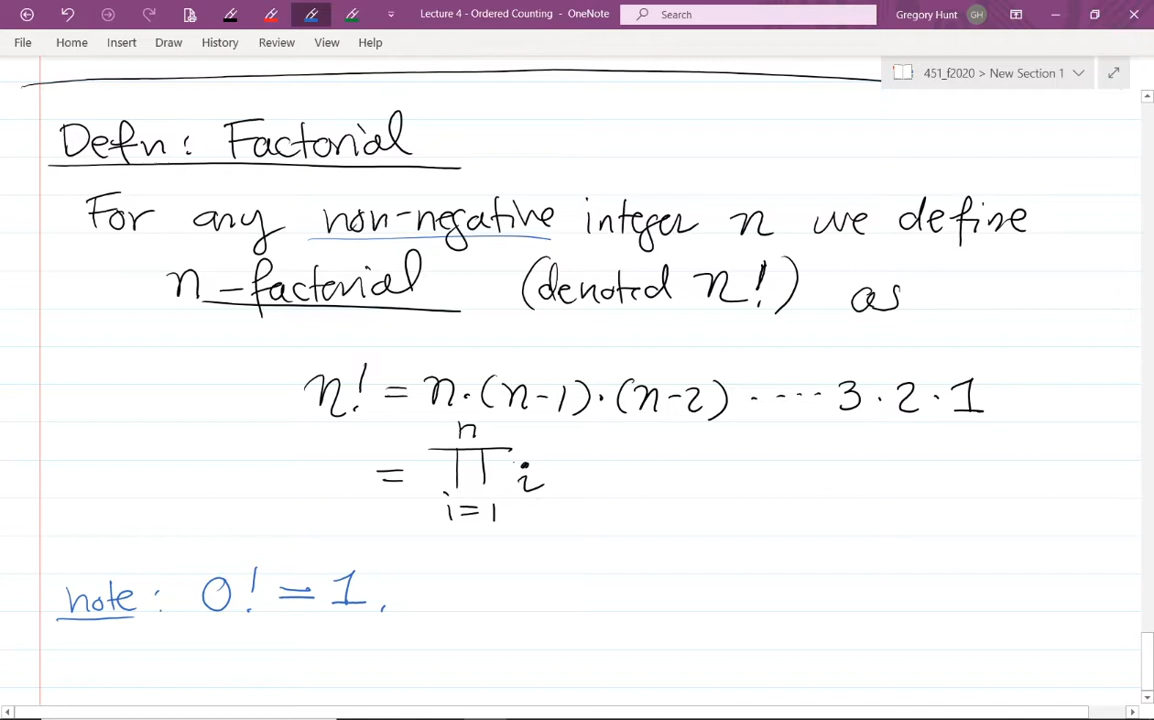 Lecture 4 - Ordered Counting - OneNote
Search
Gregory Hunt GH
File Home Insert Draw History Review View Help
451_f2020 > New Section 1
Defn: Factorial
For any non-negative integer n we define
n-factorial (denoted n!) as
n! = n·(n-1)·(n-2) ····· 3·2·1
n
= ∏ i
i=1
note: 0! = 1.